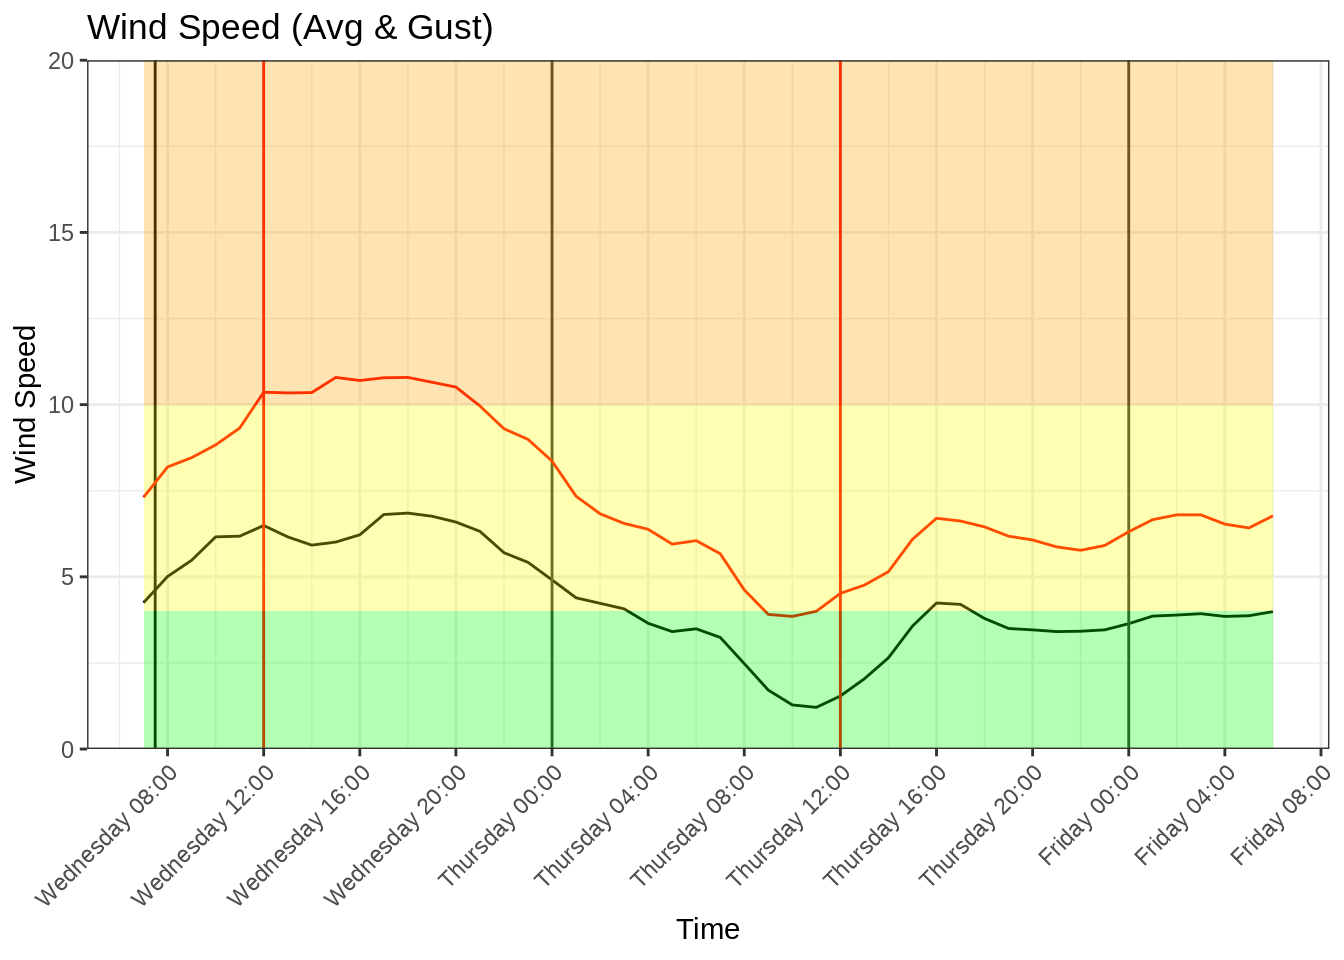 Wind Speed (Avg & Gust)
20
15
10
5
0
Wind Speed
Wednesday 08:00
Wednesday 12:00
Wednesday 16:00
Wednesday 20:00
Thursday 00:00
Thursday 04:00
Thursday 08:00
Thursday 12:00
Thursday 16:00
Thursday 20:00
Friday 00:00
Friday 04:00
Friday 08:00
Time